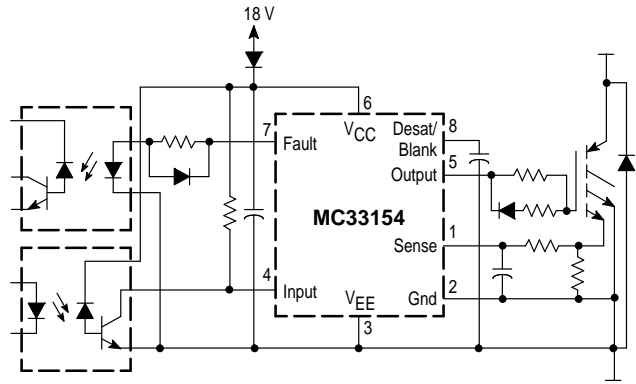 18 V
6
7
Fault
VCC
Desat/
Blank
8
5
Output
MC33154
1
Sense
4
Input
VEE
Gnd
2
3